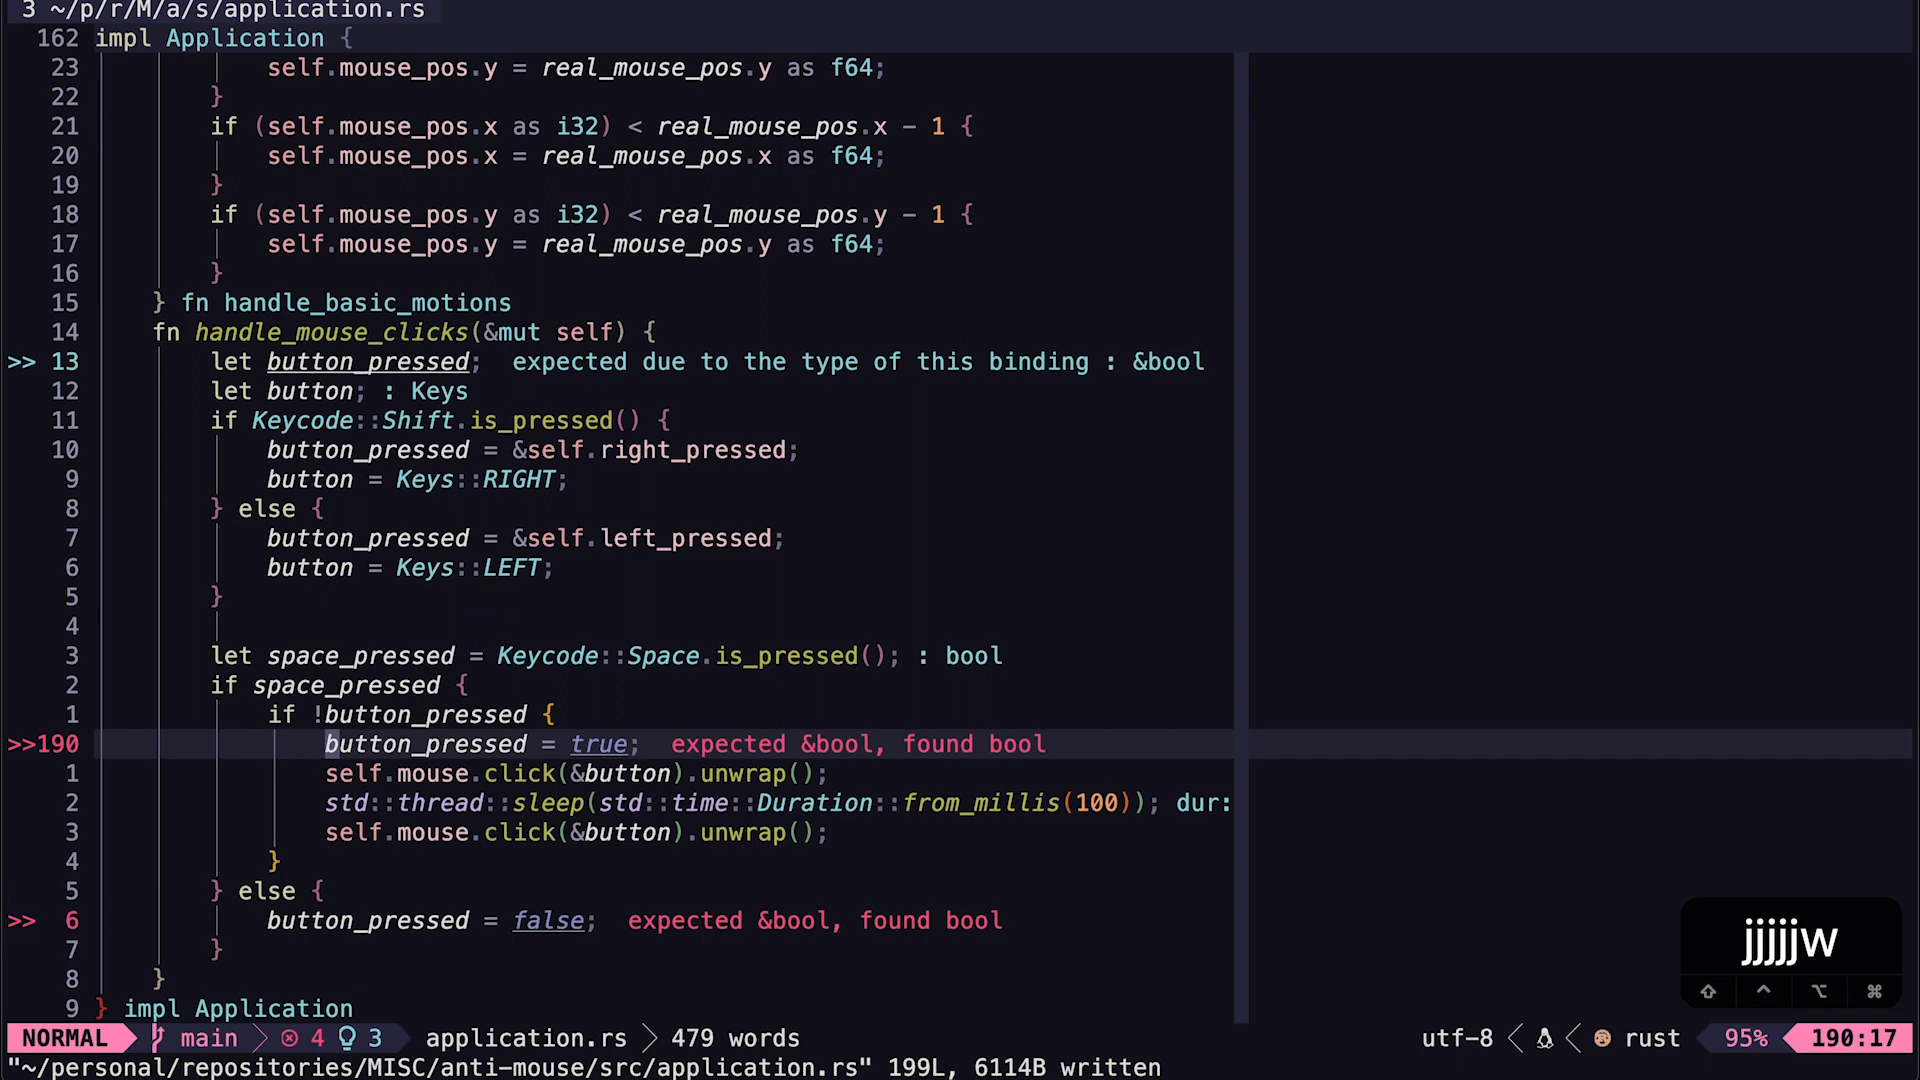 3 ~/p/r/M/a/s/application.rs
162 impl Application {
23 self.mouse_pos.y = real_mouse_pos.y as f64;
22 }
21 if (self.mouse_pos.x as i32) < real_mouse_pos.x - 1 {
20 self.mouse_pos.x = real_mouse_pos.x as f64;
19 }
18 if (self.mouse_pos.y as i32) < real_mouse_pos.y - 1 {
17 self.mouse_pos.y = real_mouse_pos.y as f64;
16 }
15 } fn handle_basic_motions
14 fn handle_mouse_clicks(&mut self) {
>> 13 let button_pressed; expected due to the type of this binding : &bool
12 let button; : Keys
11 if Keycode::Shift.is_pressed() {
10 button_pressed = &self.right_pressed;
9 button = Keys::RIGHT;
8 } else {
7 button_pressed = &self.left_pressed;
6 button = Keys::LEFT;
5 }
4
3 let space_pressed = Keycode::Space.is_pressed(); : bool
2 if space_pressed {
1 if !button_pressed {
>>190 button_pressed = true; expected &bool, found bool
1 self.mouse.click(&button).unwrap();
2 std::thread::sleep(std::time::Duration::from_millis(100)); dur:
3 self.mouse.click(&button).unwrap();
4 }
5 } else {
>> 6 button_pressed = false; expected &bool, found bool
7 }
8 }
9 } impl Application
jjjjjw
⇧ ⌃ ⌥ ⌘
NORMAL main 4 3 application.rs 479 words utf-8 rust 95% 190:17
"~/personal/repositories/MISC/anti-mouse/src/application.rs" 199L, 6114B written